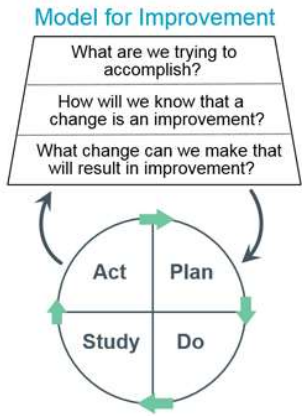 Model for Improvement
What are we trying to
accomplish?
How will we know that a
change is an improvement?
What change can we make that
will result in improvement?
Act Plan
Study Do